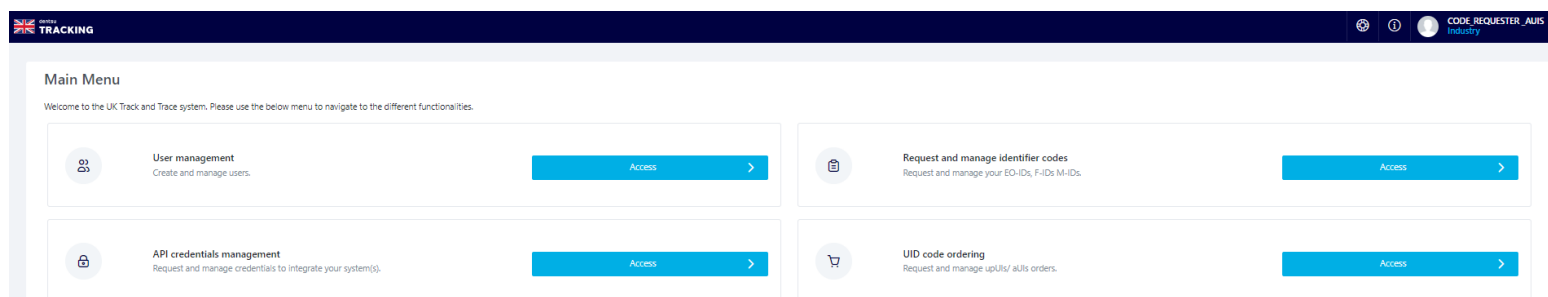 dentsu
TRACKING
CODE_REQUESTER_AUIS
Industry
Main Menu
Welcome to the UK Track and Trace system. Please use the below menu to navigate to the different functionalities.
User management
Create and manage users.
Access
Request and manage identifier codes
Request and manage your EO-IDs, F-IDs M-IDs.
Access
API credentials management
Request and manage credentials to integrate your system(s).
Access
UID code ordering
Request and manage upUIs/ aUIs orders.
Access